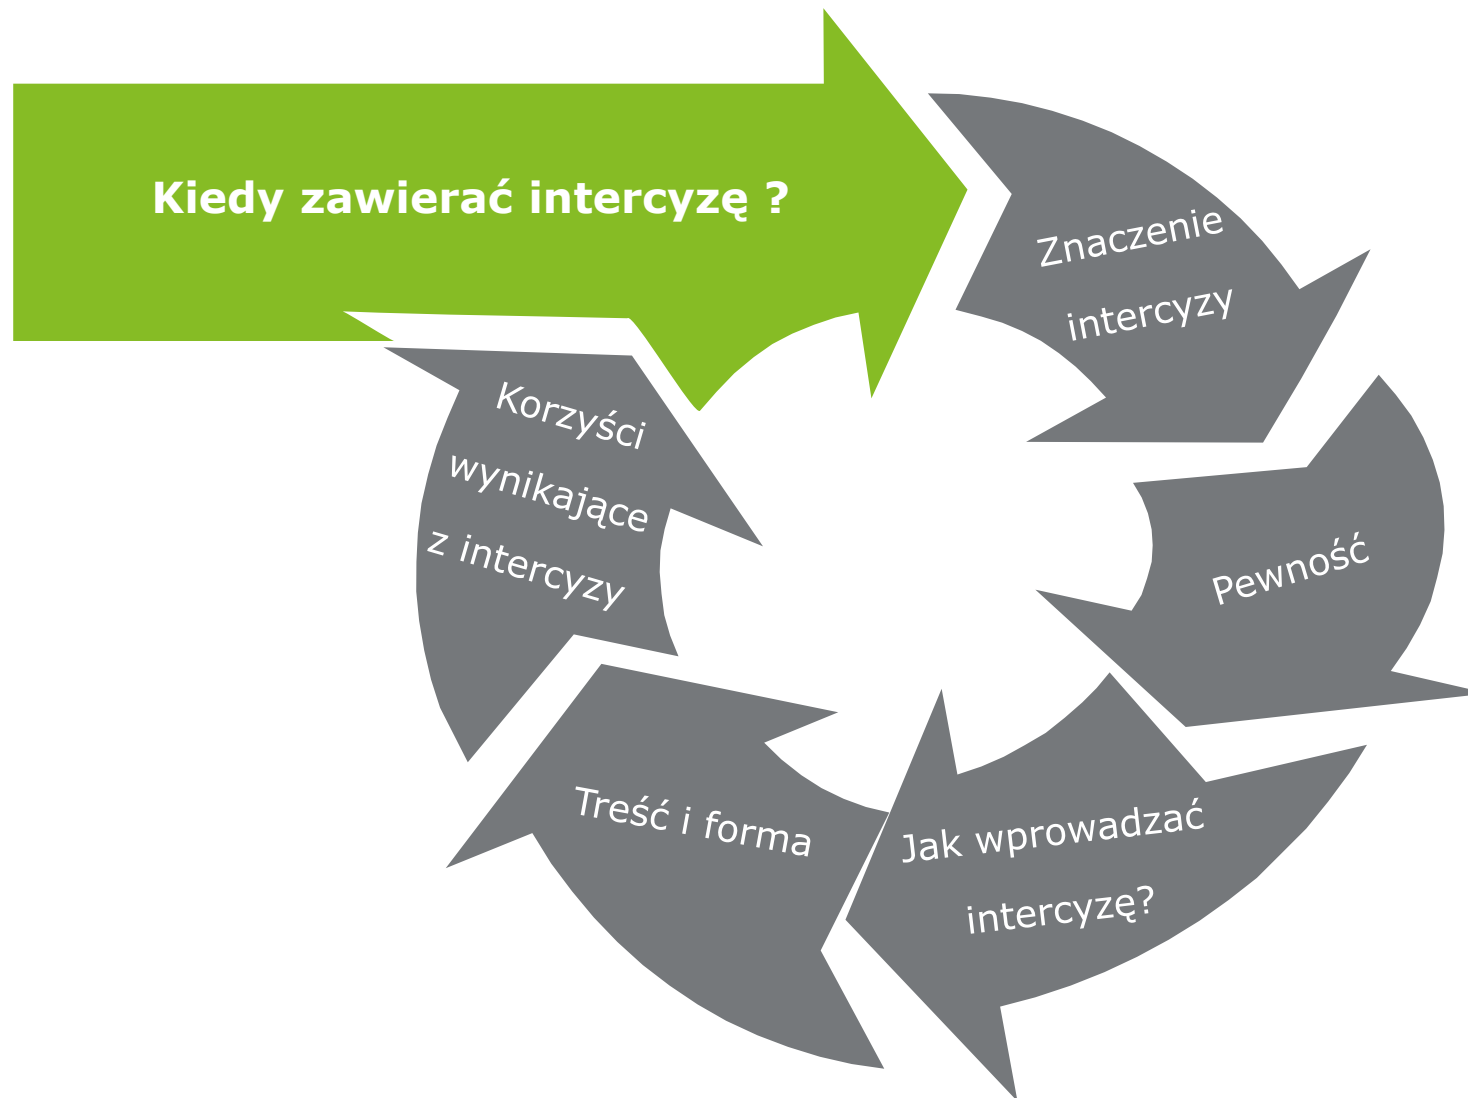 Kiedy zawierać intercyzę ?
Znaczenie
intercyzy
Pewność
Jak wprowadzać
intercyzę?
Treść i forma
Korzyści
wynikające
z intercyzy